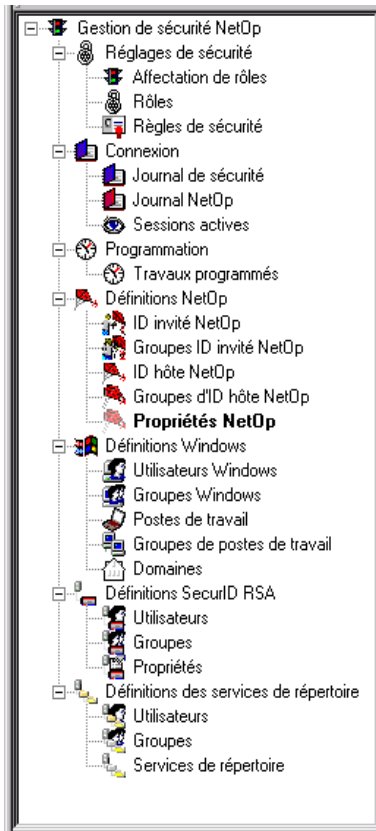 Gestion de sécurité NetOp
Réglages de sécurité
Affectation de rôles
Rôles
Règles de sécurité
Connexion
Journal de sécurité
Journal NetOp
Sessions actives
Programmation
Travaux programmés
Définitions NetOp
ID invité NetOp
Groupes ID invité NetOp
ID hôte NetOp
Groupes d'ID hôte NetOp
Propriétés NetOp
Définitions Windows
Utilisateurs Windows
Groupes Windows
Postes de travail
Groupes de postes de travail
Domaines
Définitions SecurID RSA
Utilisateurs
Groupes
Propriétés
Définitions des services de répertoire
Utilisateurs
Groupes
Services de répertoire